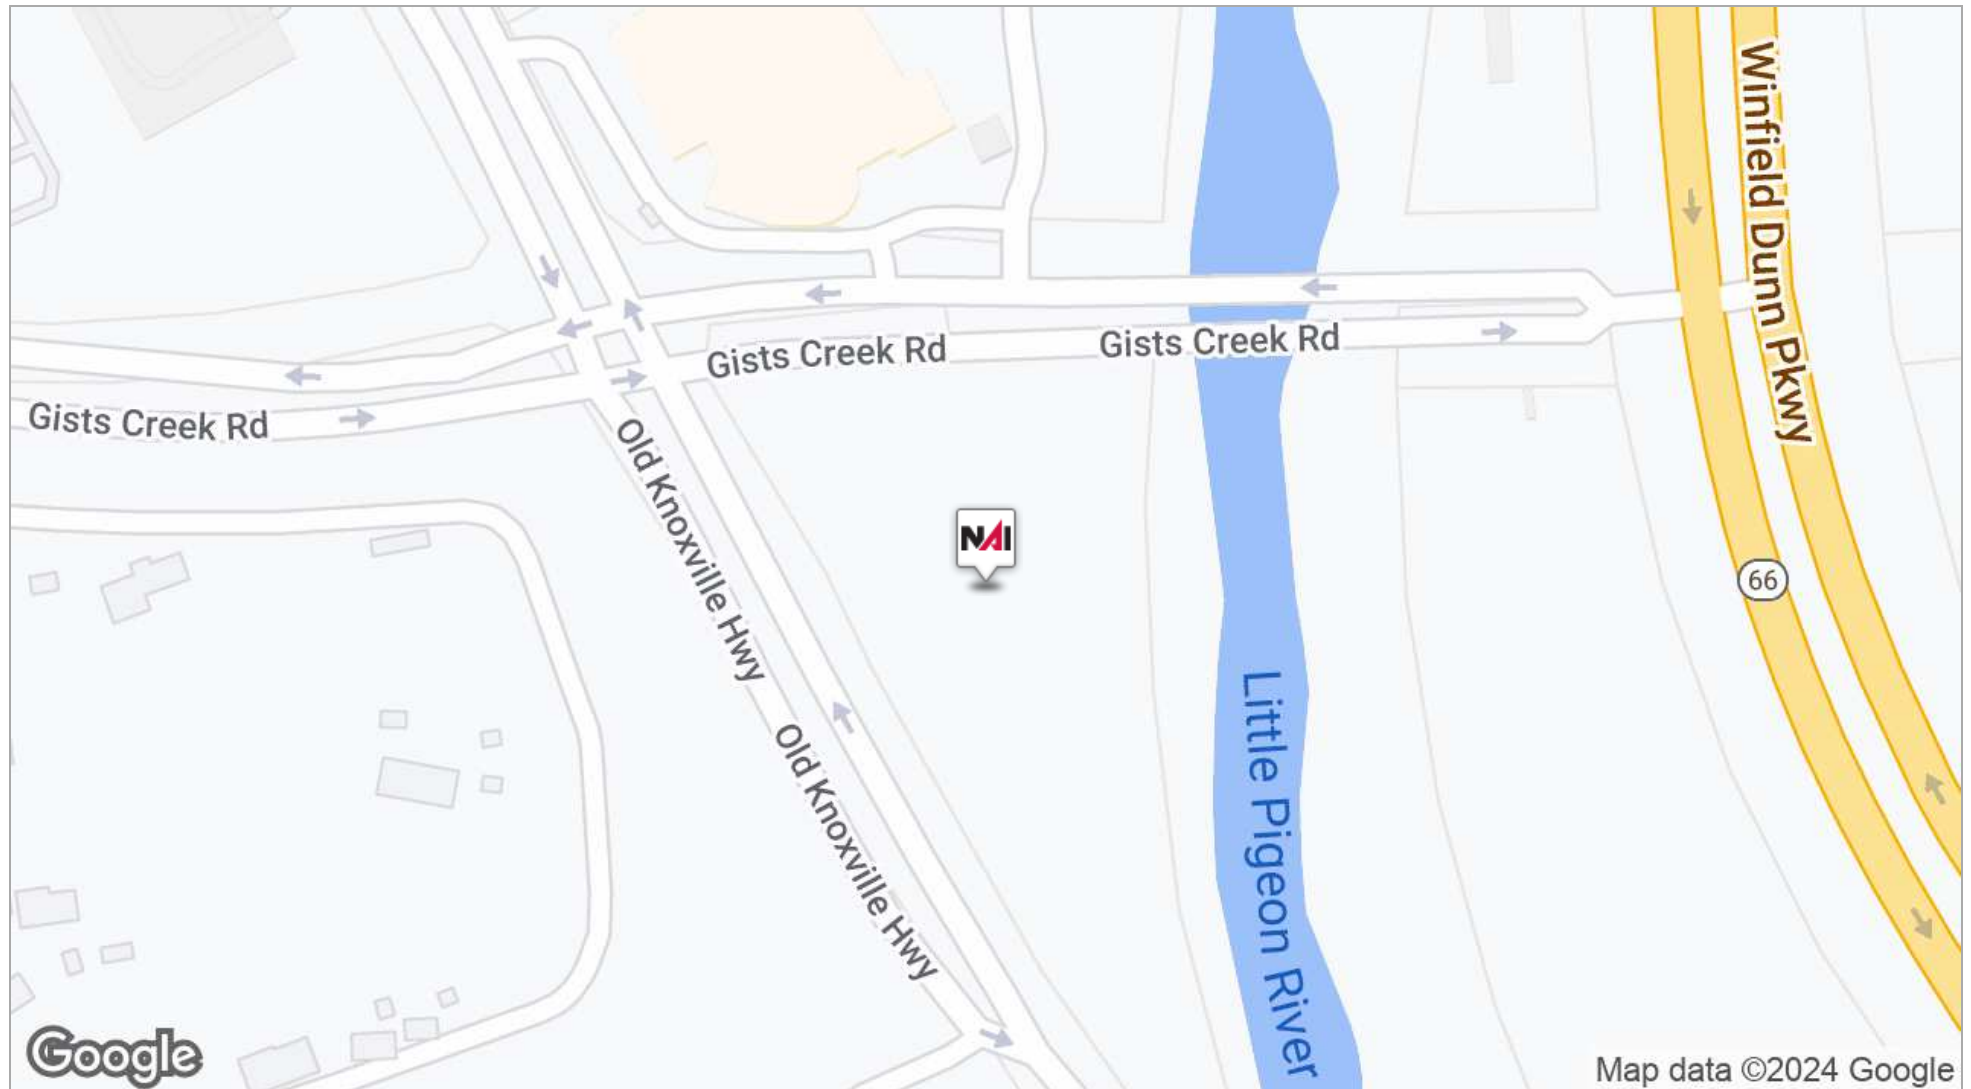 Winfield Dunn Pkwy
Gists Creek Rd
Gists Creek Rd
Gists Creek Rd
Old Knoxville Hwy
NAI
66
Little Pigeon River
Old Knoxville Hwy
Google
Map data ©2024 Google